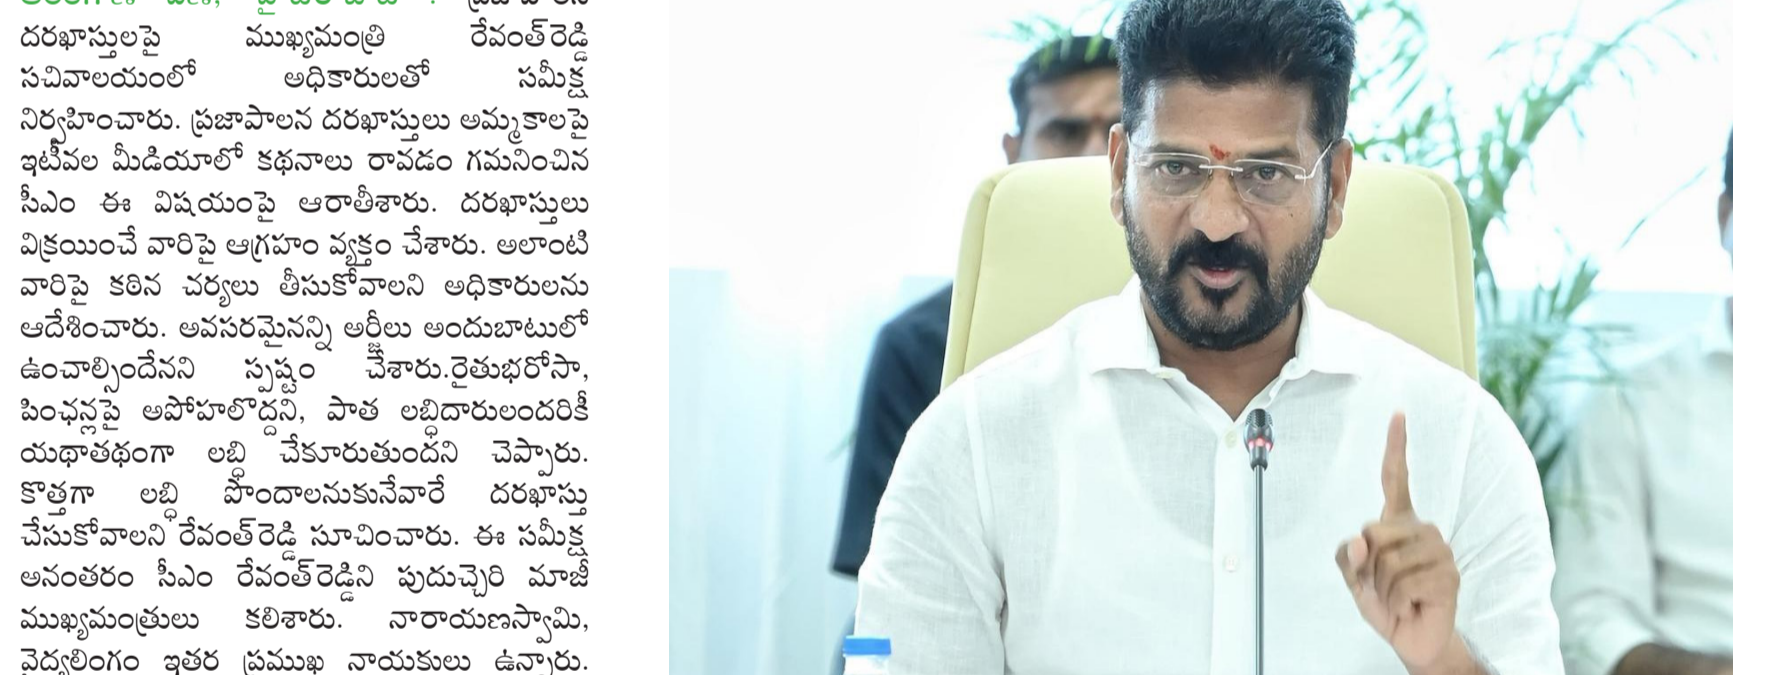 దరఖాస్తులపై ముఖ్యమంత్రి రేవంత్‌రెడ్డి
సచివాలయంలో అధికారులతో సమీక్ష
నిర్వహించారు. ప్రజాపాలన దరఖాస్తులు అమ్మకాలపై
ఇటీవల మీడియాలో కథనాలు రావడం గమనించిన
సీఎం ఈ విషయంపై ఆరాతీశారు. దరఖాస్తులు
విక్రయించే వారిపై ఆగ్రహం వ్యక్తం చేశారు. అలాంటి
వారిపై కఠిన చర్యలు తీసుకోవాలని అధికారులను
ఆదేశించారు. అవసరమైనన్ని అర్జీలు అందుబాటులో
ఉంచాల్సిందేనని స్పష్టం చేశారు.రైతుభరోసా,
పింఛన్లపై అపోహలొద్దని, పాత లబ్ధిదారులందరికీ
యథాతథంగా లబ్ధి చేకూరుతుందని చెప్పారు.
కొత్తగా లబ్ధి పొందాలనుకునేవారే దరఖాస్తు
చేసుకోవాలని రేవంత్‌రెడ్డి సూచించారు. ఈ సమీక్ష
అనంతరం సీఎం రేవంత్‌రెడ్డిని పుదుచ్చెరి మాజీ
ముఖ్యమంత్రులు కలిశారు. నారాయణస్వామి,
వైద్యలింగం ఇతర ప్రముఖ నాయకులు ఉన్నారు.